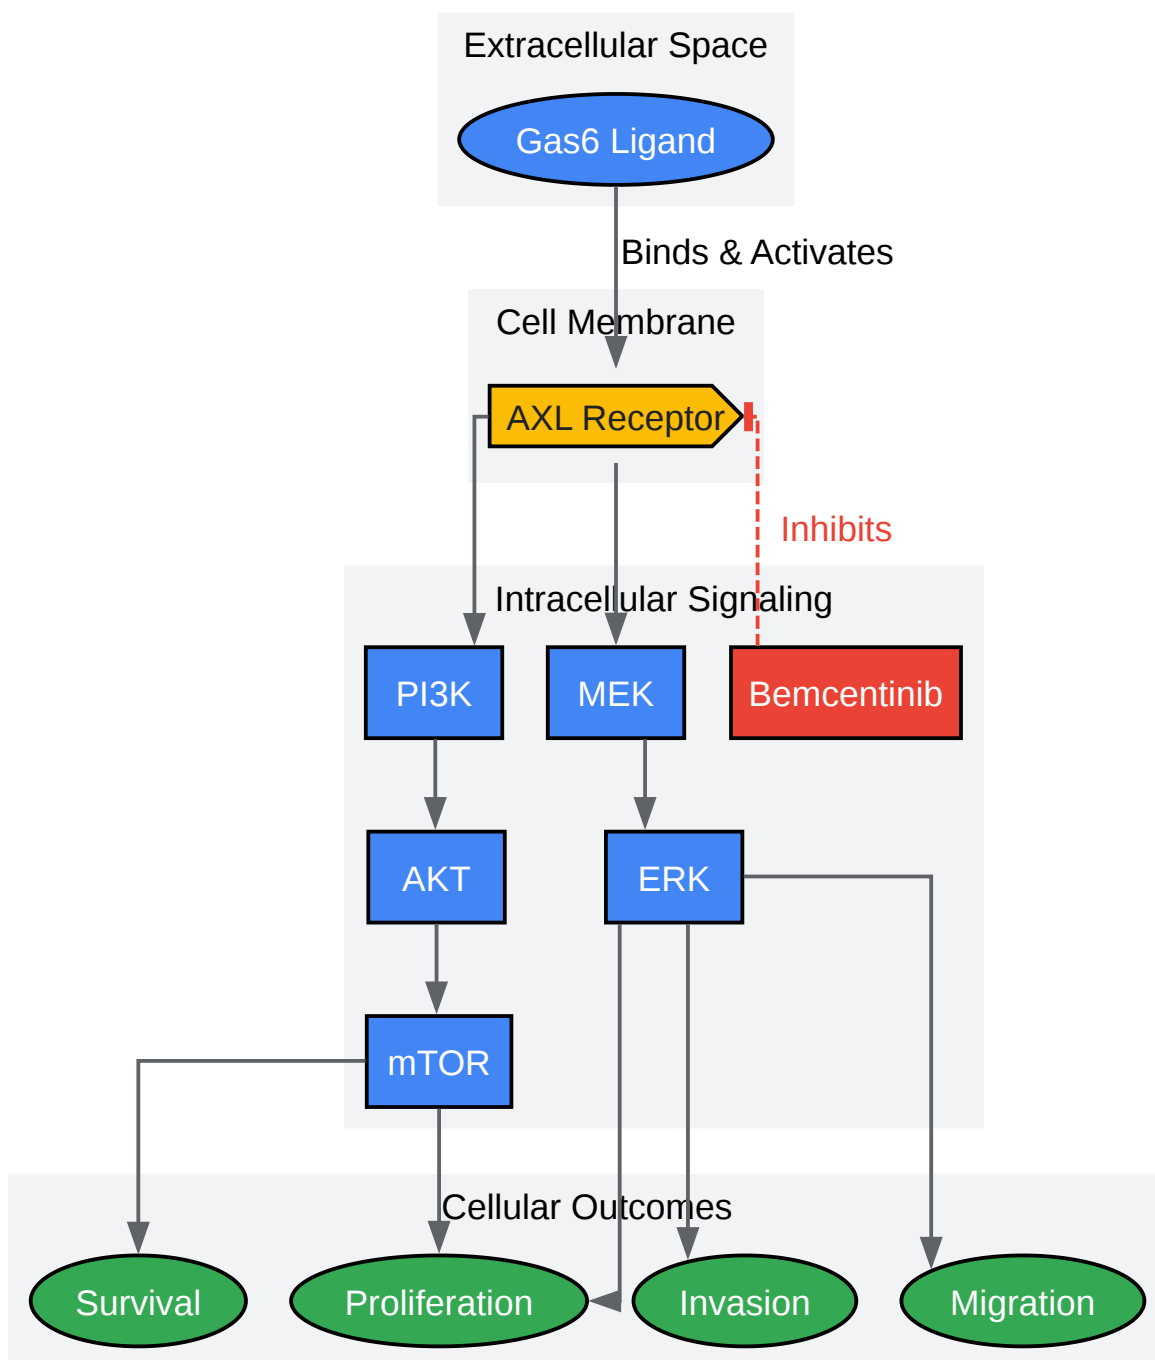 Extracellular Space
Gas6 Ligand
Binds & Activates
Cell Membrane
AXL Receptor
Inhibits
Intracellular Signaling
PI3K
MEK
Bemcentinib
AKT
ERK
mTOR
Cellular Outcomes
Survival
Proliferation
Invasion
Migration